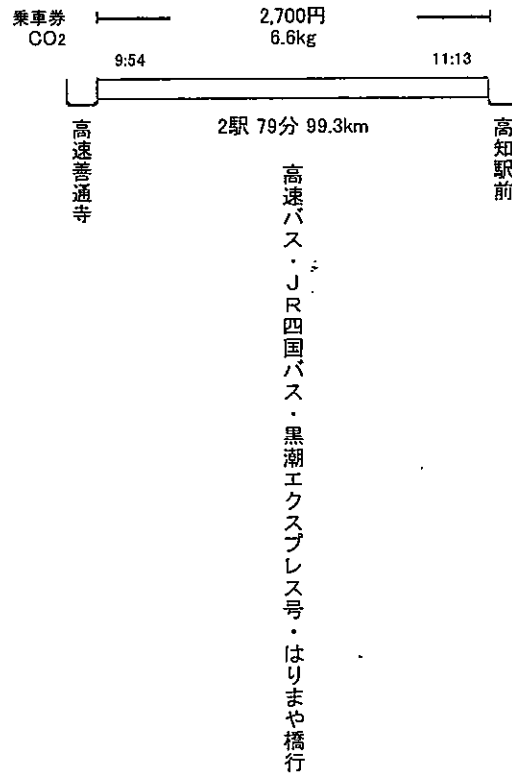 乗車券 2,700円
CO2 6.6kg
9:54 11:13
2駅 79分 99.3km
高速善通寺
高速バス・JR四国バス・黒潮エクスプレス号・はりまや橋行
高知駅前